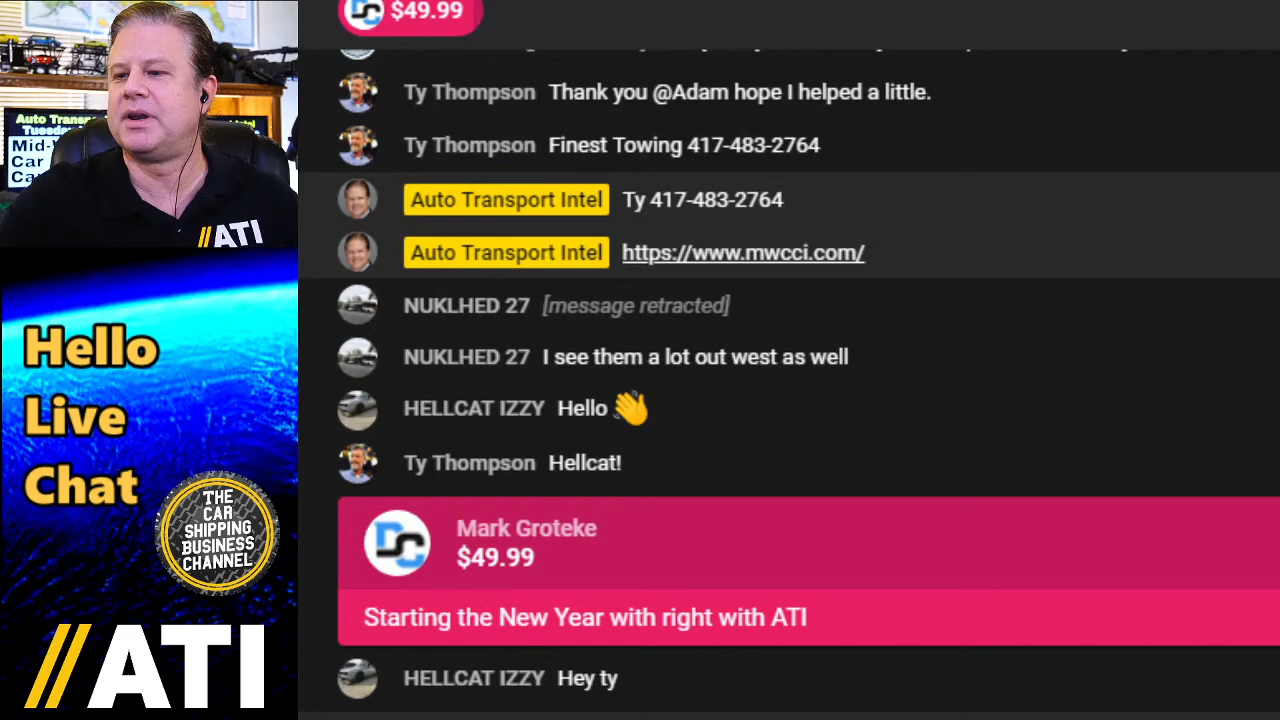 $49.99
Ty Thompson Thank you @Adam hope I helped a little.
Ty Thompson Finest Towing 417-483-2764
Auto Transport Intel Ty 417-483-2764
Auto Transport Intel https://www.mwcci.com/
NUKLHED 27 [message retracted]
NUKLHED 27 I see them a lot out west as well
HELLCAT IZZY Hello 👋
Ty Thompson Hellcat!
Mark Groteke
$49.99
Starting the New Year with right with ATI
HELLCAT IZZY Hey ty
Auto
Tuesday
Car
//ATI
Hello
Live
Chat
THE
CAR
SHIPPING
BUSINESS
CHANNEL
//ATI